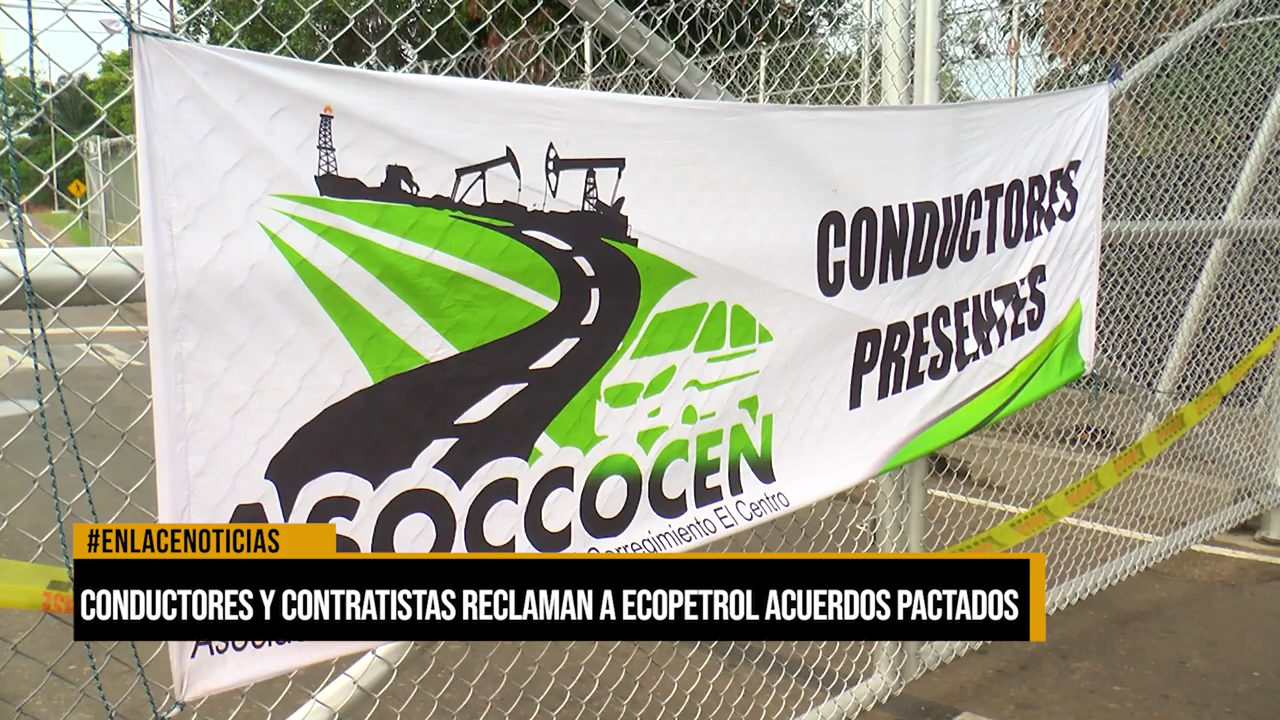 CONDUCTORES
PRESENTES
ASOCCOCEN
Corregimiento El Centro
#ENLACENOTICIAS
CONDUCTORES Y CONTRATISTAS RECLAMAN A ECOPETROL ACUERDOS PACTADOS